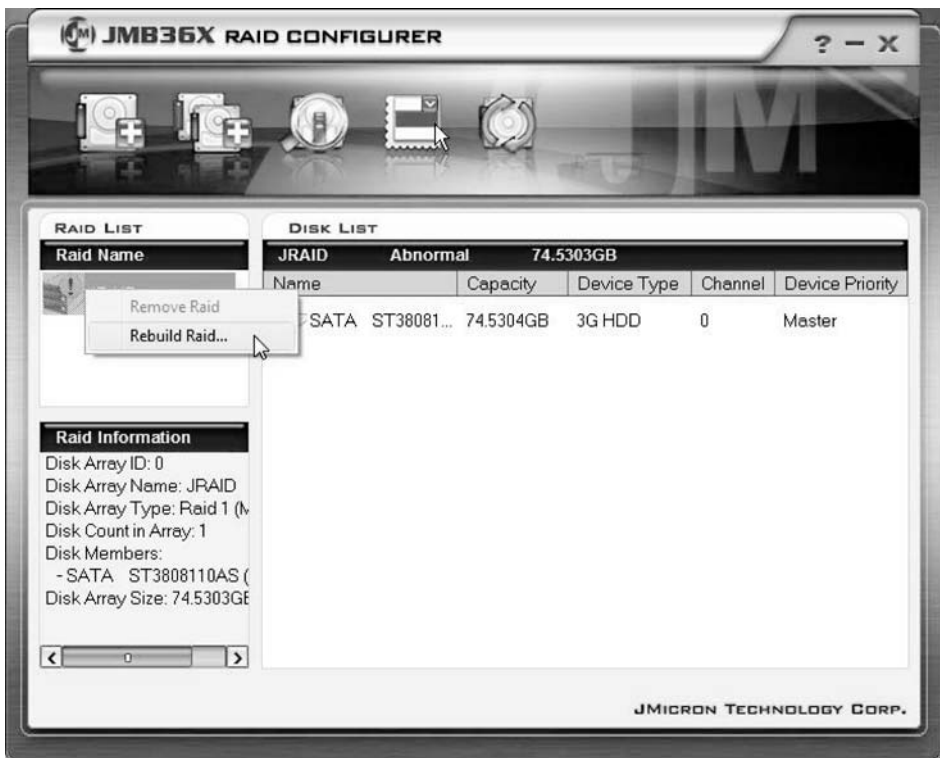 JMB36X RAID CONFIGURER
? - X
RAID LIST
Raid Name
Remove Raid
Rebuild Raid...
Raid Information
Disk Array ID: 0
Disk Array Name: JRAID
Disk Array Type: Raid 1 (M
Disk Count in Array: 1
Disk Members:
- SATA ST3808110AS (
Disk Array Size: 74.5303GB
DISK LIST
JRAID Abnormal 74.5303GB
Name Capacity Device Type Channel Device Priority
SATA ST38081... 74.5304GB 3G HDD 0 Master
JMICRON TECHNOLOGY CORP.